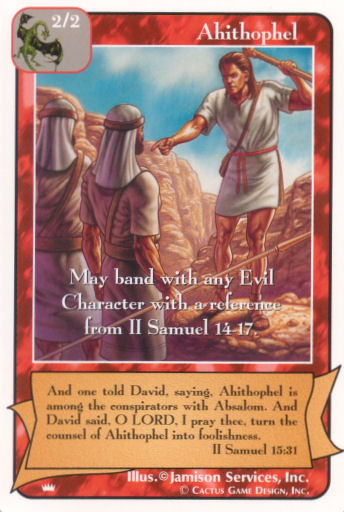 2/2
Ahithophel
May band with any Evil
Character with a reference
from II Samuel 14-17.
And one told David, saying, Ahithophel is
among the conspirators with Absalom. And
David said, O LORD, I pray thee, turn the
counsel of Ahithophel into foolishness.
II Samuel 15:31
Illus.©Jamison Services, Inc.
© Cactus Game Design, Inc.